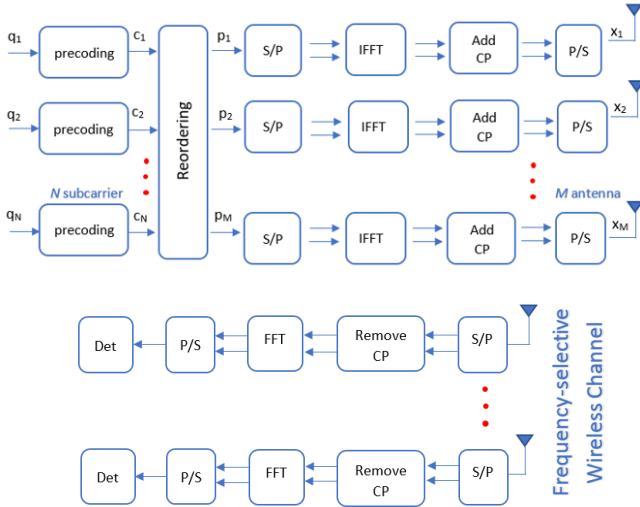 q1 precoding c1 p1 S/P IFFT Add CP P/S x1
q2 precoding c2 Reordering p2 S/P IFFT Add CP P/S x2
N subcarrier M antenna
qN precoding cN pM S/P IFFT Add CP P/S xM
Det P/S FFT Remove CP S/P
Frequency-selective
Wireless Channel
Det P/S FFT Remove CP S/P